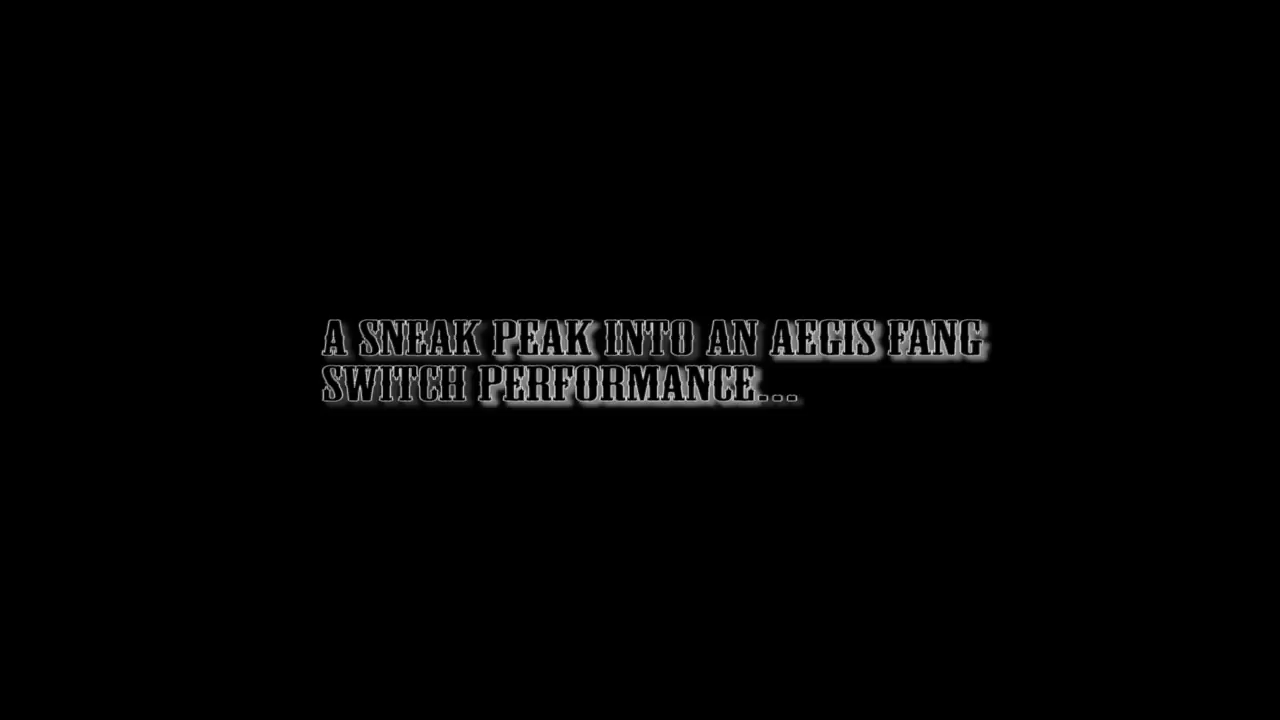 A SNEAK PEAK INTO AN AEGIS FANG
SWITCH PERFORMANCE...